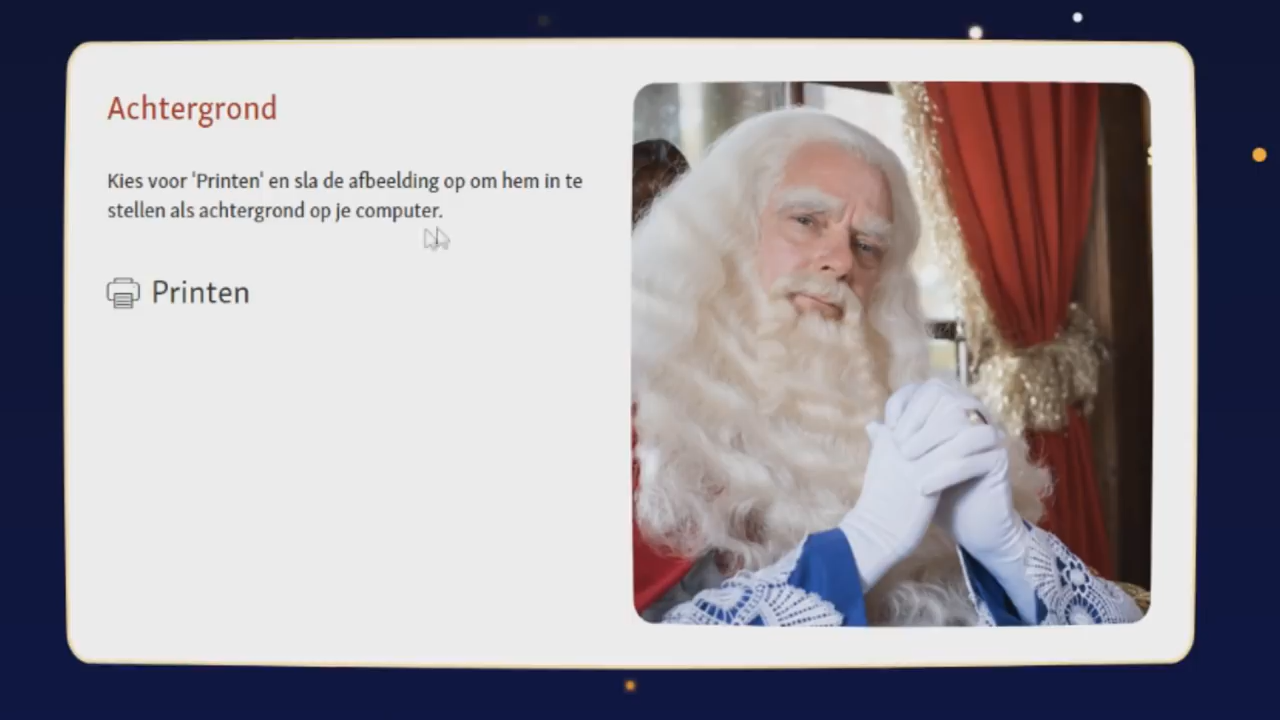 Achtergrond
Kies voor 'Printen' en sla de afbeelding op om hem in te
stellen als achtergrond op je computer.
Printen